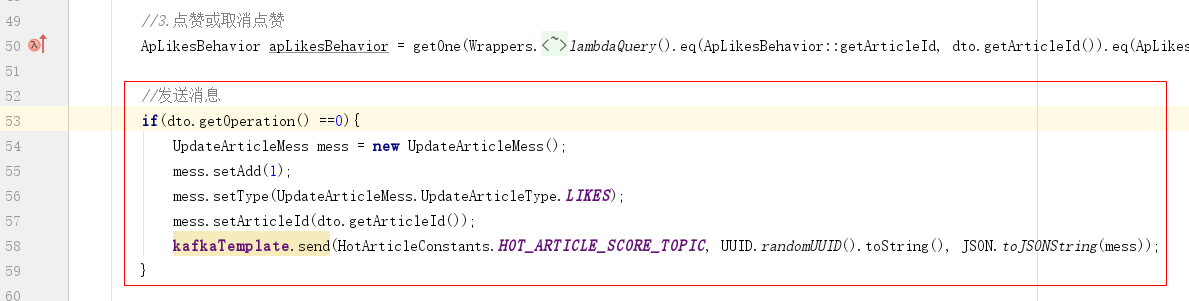 49 //3.点赞或取消点赞
50 ApLikesBehavior apLikesBehavior = getOne(Wrappers.<~>lambdaQuery().eq(ApLikesBehavior::getArticleId, dto.getArticleId()).eq(ApLikes
51
52 //发送消息
53 if(dto.getOperation() ==0){
54 UpdateArticleMess mess = new UpdateArticleMess();
55 mess.setAdd(1);
56 mess.setType(UpdateArticleMess.UpdateArticleType.LIKES);
57 mess.setArticleId(dto.getArticleId());
58 kafkaTemplate.send(HotArticleConstants.HOT_ARTICLE_SCORE_TOPIC, UUID.randomUUID().toString(), JSON.toJSONString(mess));
59 }
60